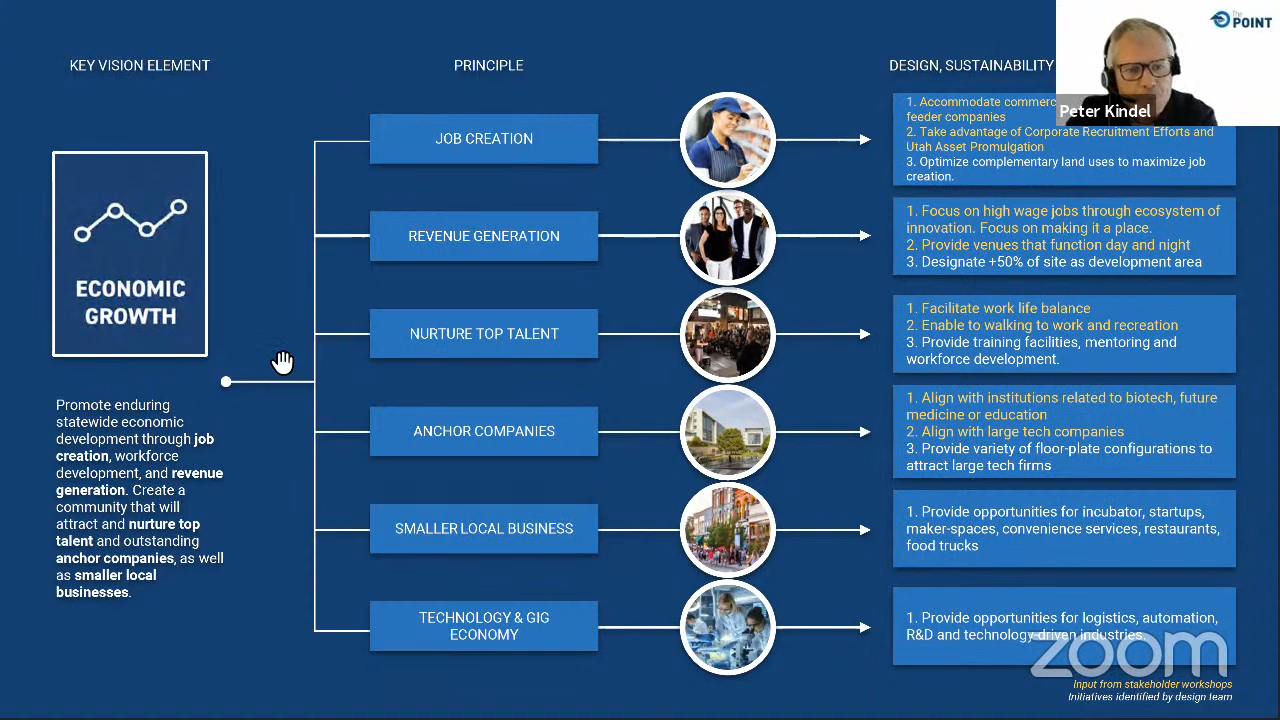 The
POINT
KEY VISION ELEMENT
PRINCIPLE
DESIGN, SUSTAINABILITY
Peter Kindel
ECONOMIC
GROWTH
Promote enduring
statewide economic
development through job
creation, workforce
development, and revenue
generation. Create a
community that will
attract and nurture top
talent and outstanding
anchor companies, as well
as smaller local
businesses.
JOB CREATION
1. Accommodate
feeder companies
2. Take advantage of Corporate Recruitment Efforts and
Utah Asset Promulgation
3. Optimize complementary land uses to maximize job
creation.
REVENUE GENERATION
1. Focus on high wage jobs through ecosystem of
innovation. Focus on making it a place.
2. Provide venues that function day and night
3. Designate +50% of site as development area
NURTURE TOP TALENT
1. Facilitate work life balance
2. Enable to walking to work and recreation
3. Provide training facilities, mentoring and
workforce development.
ANCHOR COMPANIES
1. Align with institutions related to biotech, future
medicine or education
2. Align with large tech companies
3. Provide variety of floor-plate configurations to
attract large tech firms
SMALLER LOCAL BUSINESS
1. Provide opportunities for incubator, startups,
maker-spaces, convenience services, restaurants,
food trucks
TECHNOLOGY & GIG
ECONOMY
1. Provide opportunities for logistics, automation,
R&D and technology-driven industries.
zoom
Input from stakeholder workshops
Initiatives identified by design team